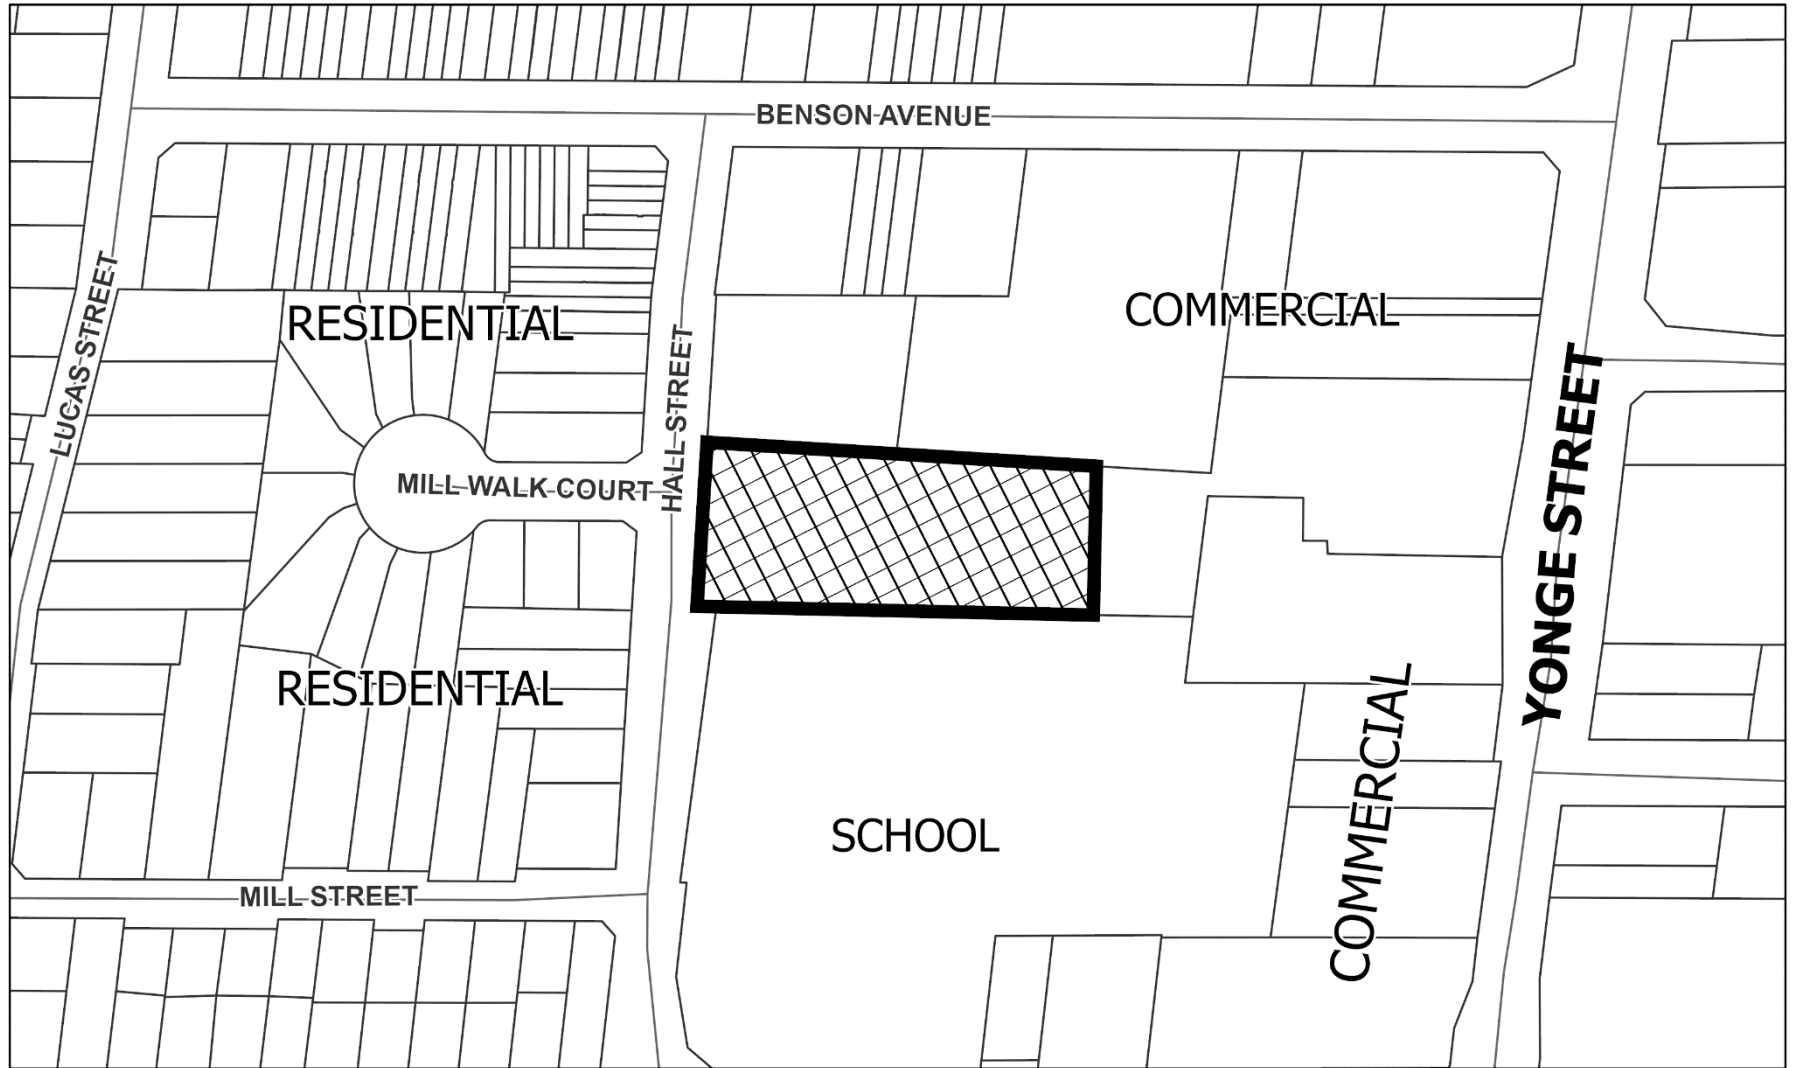 BENSON AVENUE
LUCAS STREET
RESIDENTIAL
COMMERCIAL
HALL STREET
YONGE STREET
MILL WALK COURT
RESIDENTIAL
COMMERCIAL
SCHOOL
MILL STREET